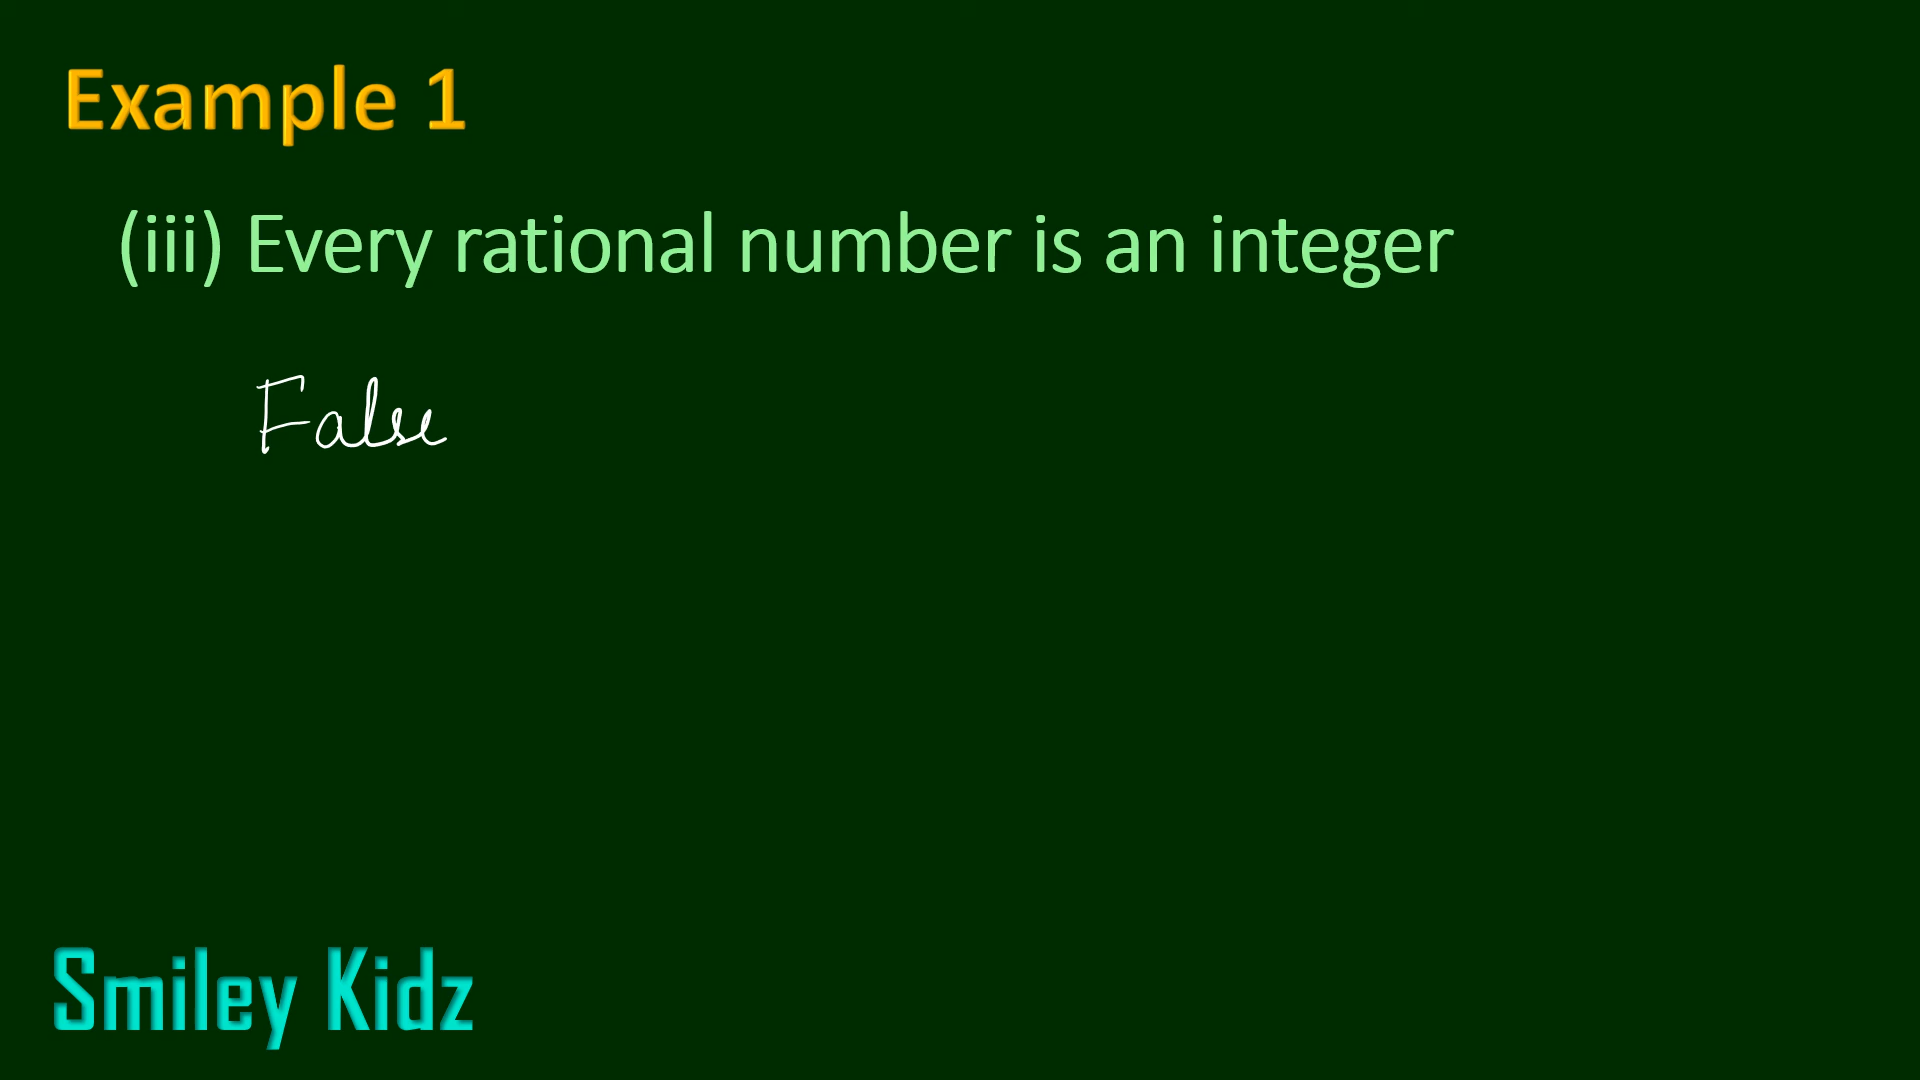 Example 1
(iii) Every rational number is an integer
False
Smiley Kidz